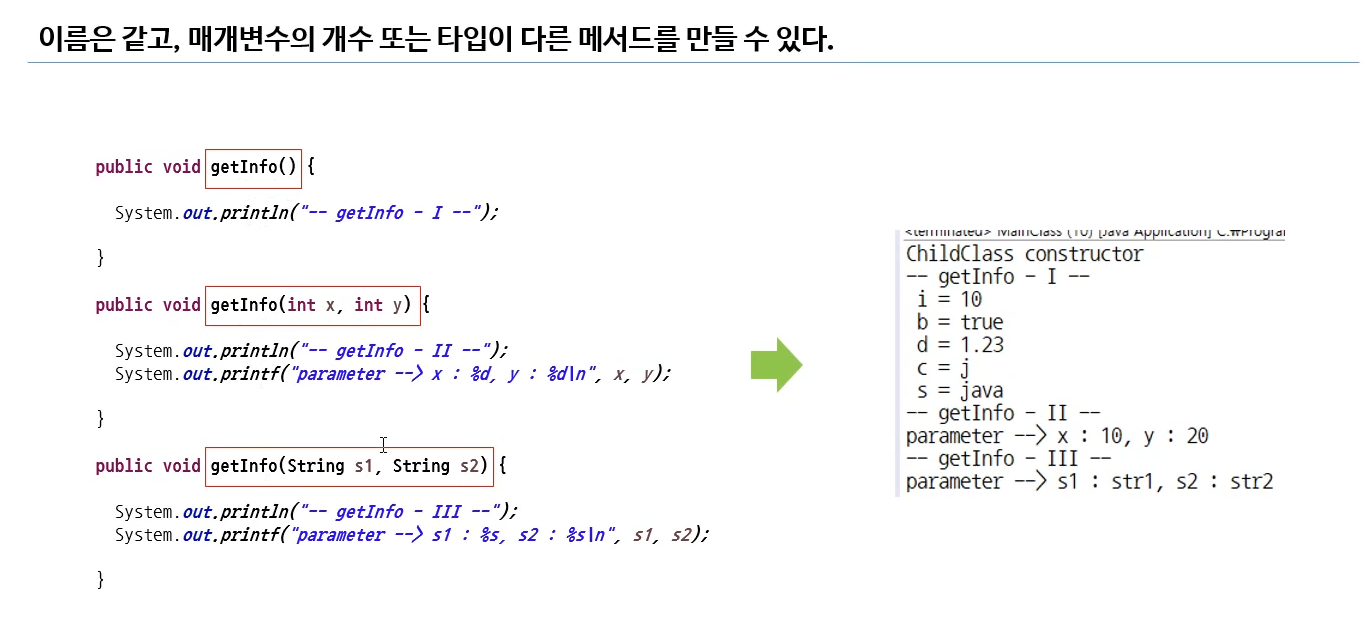 이름은 같고, 매개변수의 개수 또는 타입이 다른 메서드를 만들 수 있다.
public void getInfo() {
System.out.println("-- getInfo - I --");
}
public void getInfo(int x, int y) {
System.out.println("-- getInfo - II --");
System.out.printf("parameter --> x : %d, y : %d\n", x, y);
}
public void getInfo(String s1, String s2) {
System.out.println("-- getInfo - III --");
System.out.printf("parameter --> s1 : %s, s2 : %s\n", s1, s2);
}
<terminated> MainClass (10) [Java Application] C:₩Program
ChildClass constructor
-- getInfo - I --
i = 10
b = true
d = 1.23
c = j
s = java
-- getInfo - II --
parameter --> x : 10, y : 20
-- getInfo - III --
parameter --> s1 : str1, s2 : str2